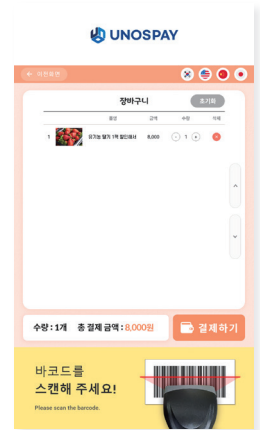 UNOSPAY
← 이전화면
장바구니
초기화
물품 금액 수량 삭제
1 유기농 딸기 1팩 할인행사 8,000 - 1 +
수량 : 1개 총 결제 금액 : 8,000원
결제하기
바코드를
스캔해 주세요!
Please scan the barcode.